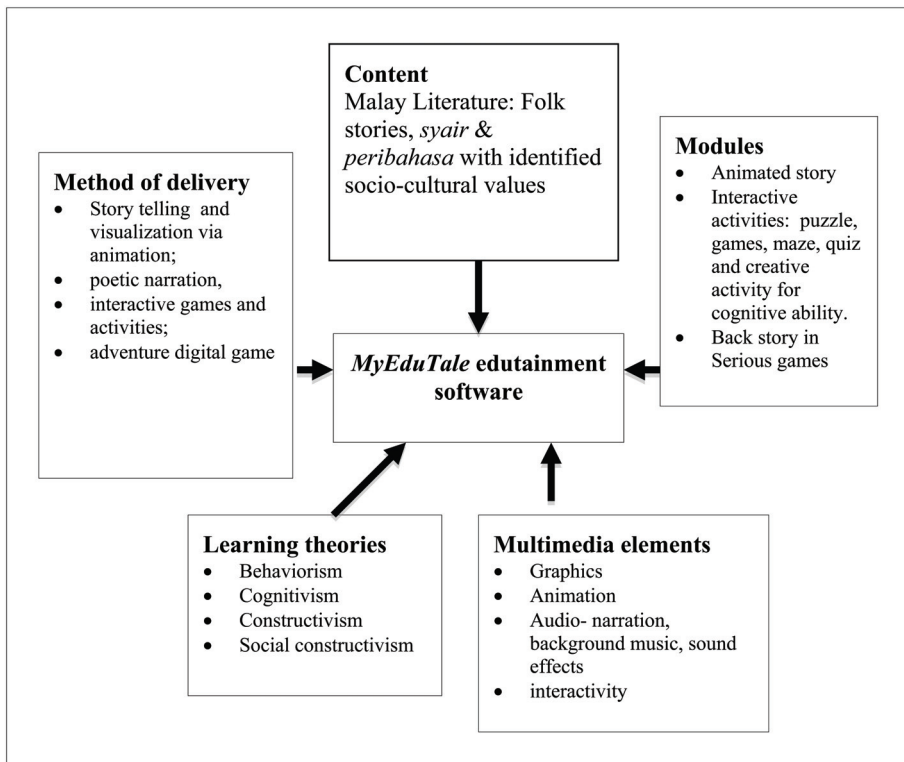 Content
Malay Literature: Folk
stories, syair &
peribahasa with identified
socio-cultural values
Method of delivery
• Story telling and
visualization via
animation;
• poetic narration,
• interactive games and
activities;
• adventure digital game
Modules
• Animated story
• Interactive
activities: puzzle,
games, maze, quiz
and creative
activity for
cognitive ability.
• Back story in
Serious games
MyEduTale edutainment
software
Learning theories
• Behaviorism
• Cognitivism
• Constructivism
• Social constructivism
Multimedia elements
• Graphics
• Animation
• Audio- narration,
background music, sound
effects
• interactivity